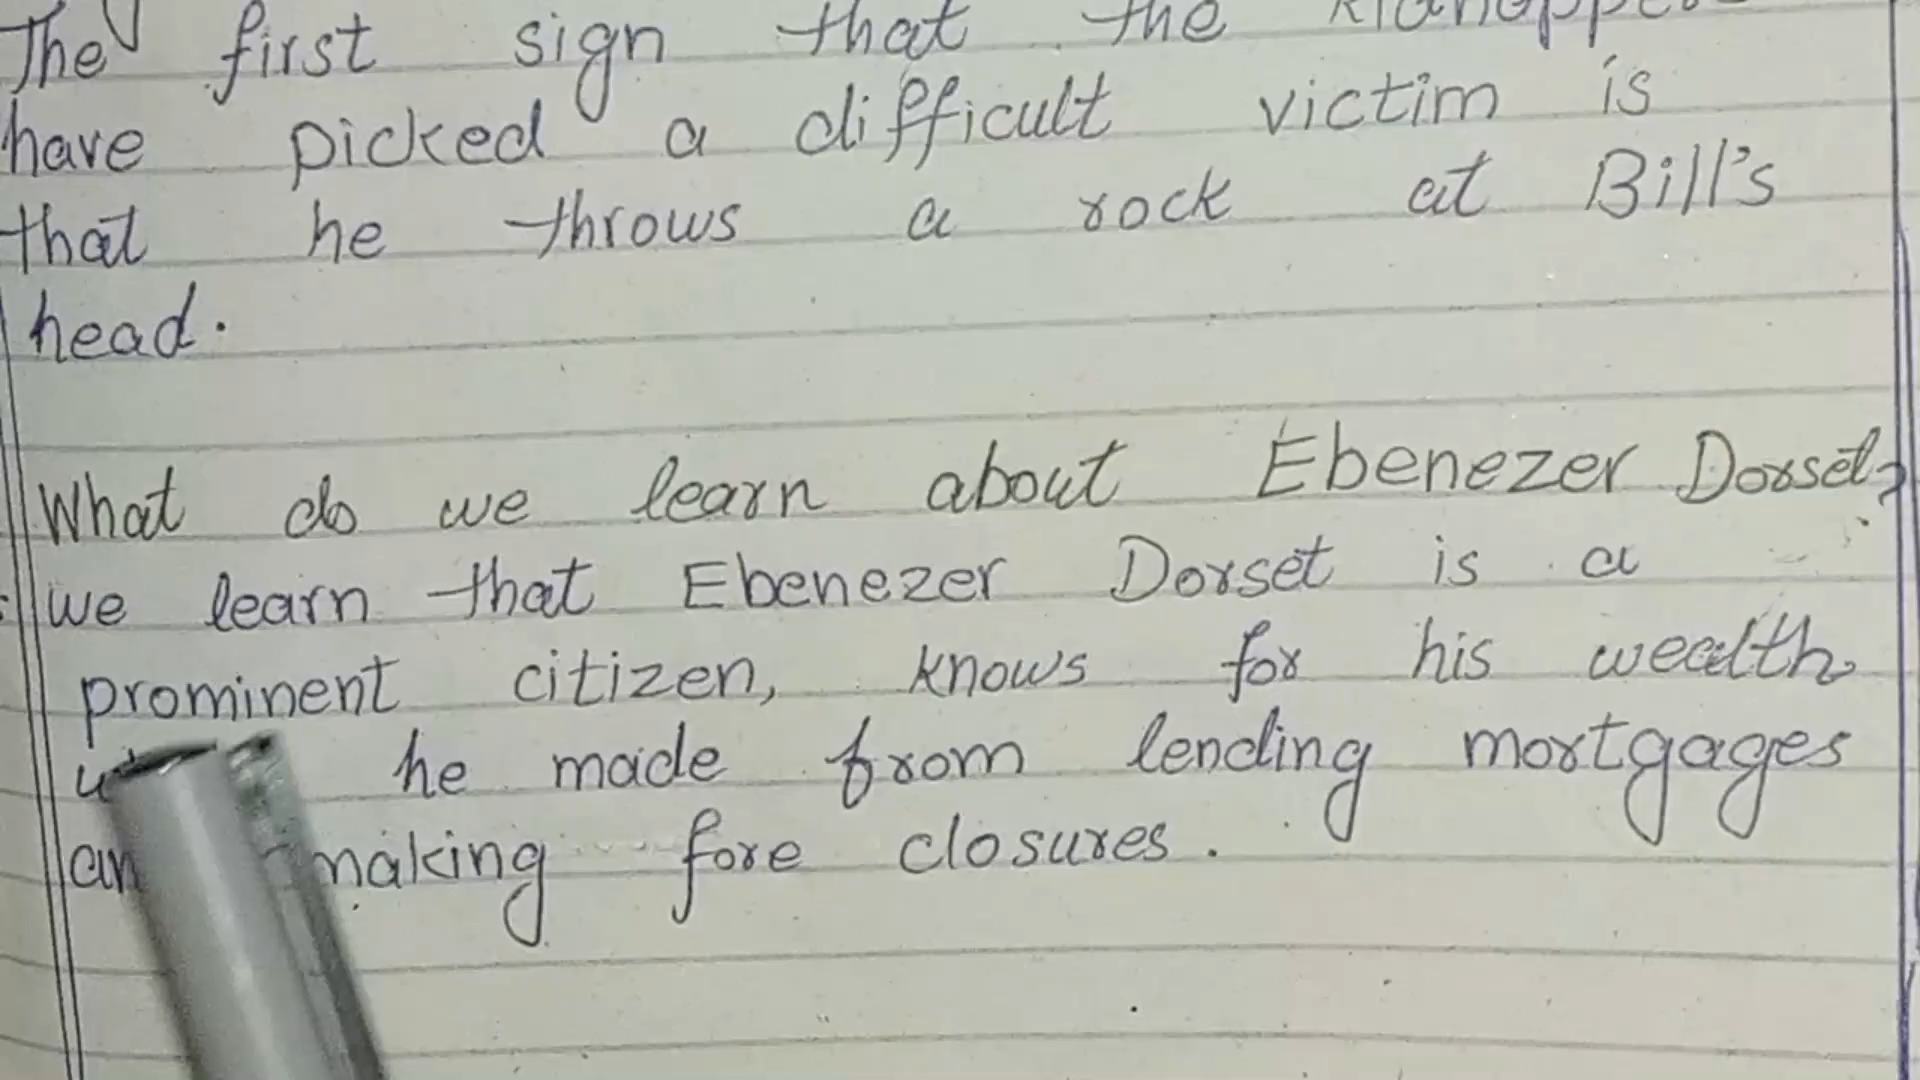 The first sign that the
have picked a difficult victim is
that he throws a rock at Bill's
head.
What do we learn about Ebenezer Dorset?
we learn that Ebenezer Dorset is a
prominent citizen, knows for his wealth
he made from lending mortgages
making fore closures.